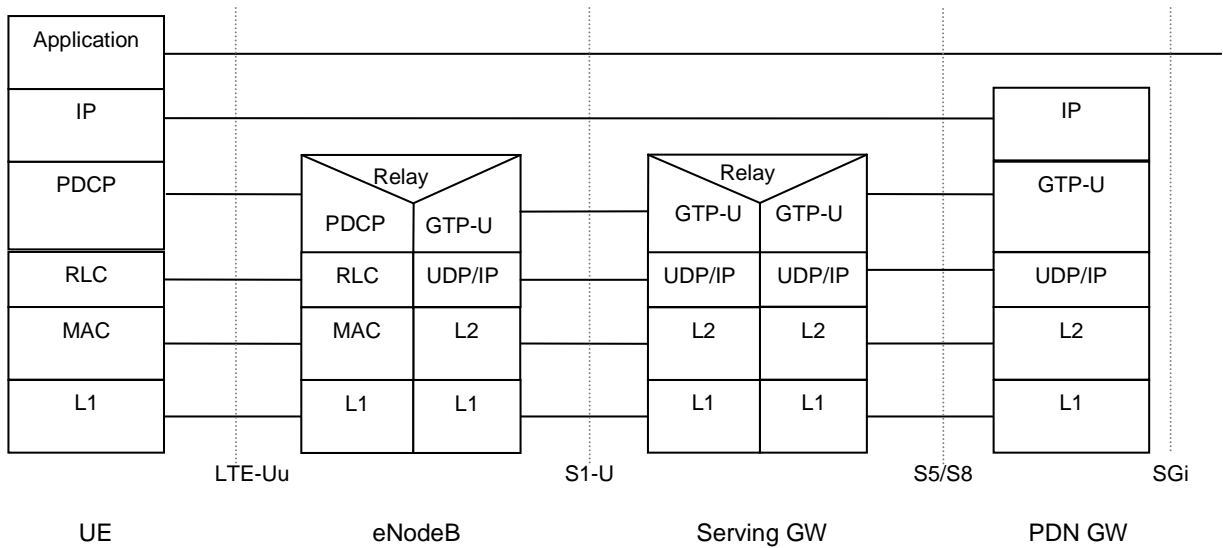 Application
IP
IP
Relay
Relay
PDCP
GTP-U
PDCP
GTP-U
GTP-U
GTP-U
RLC
RLC
UDP/IP
UDP/IP
UDP/IP
UDP/IP
MAC
MAC
L2
L2
L2
L2
L1
L1
L1
L1
L1
L1
LTE-Uu
S1-U
S5/S8
SGi
UE
eNodeB
Serving GW
PDN GW